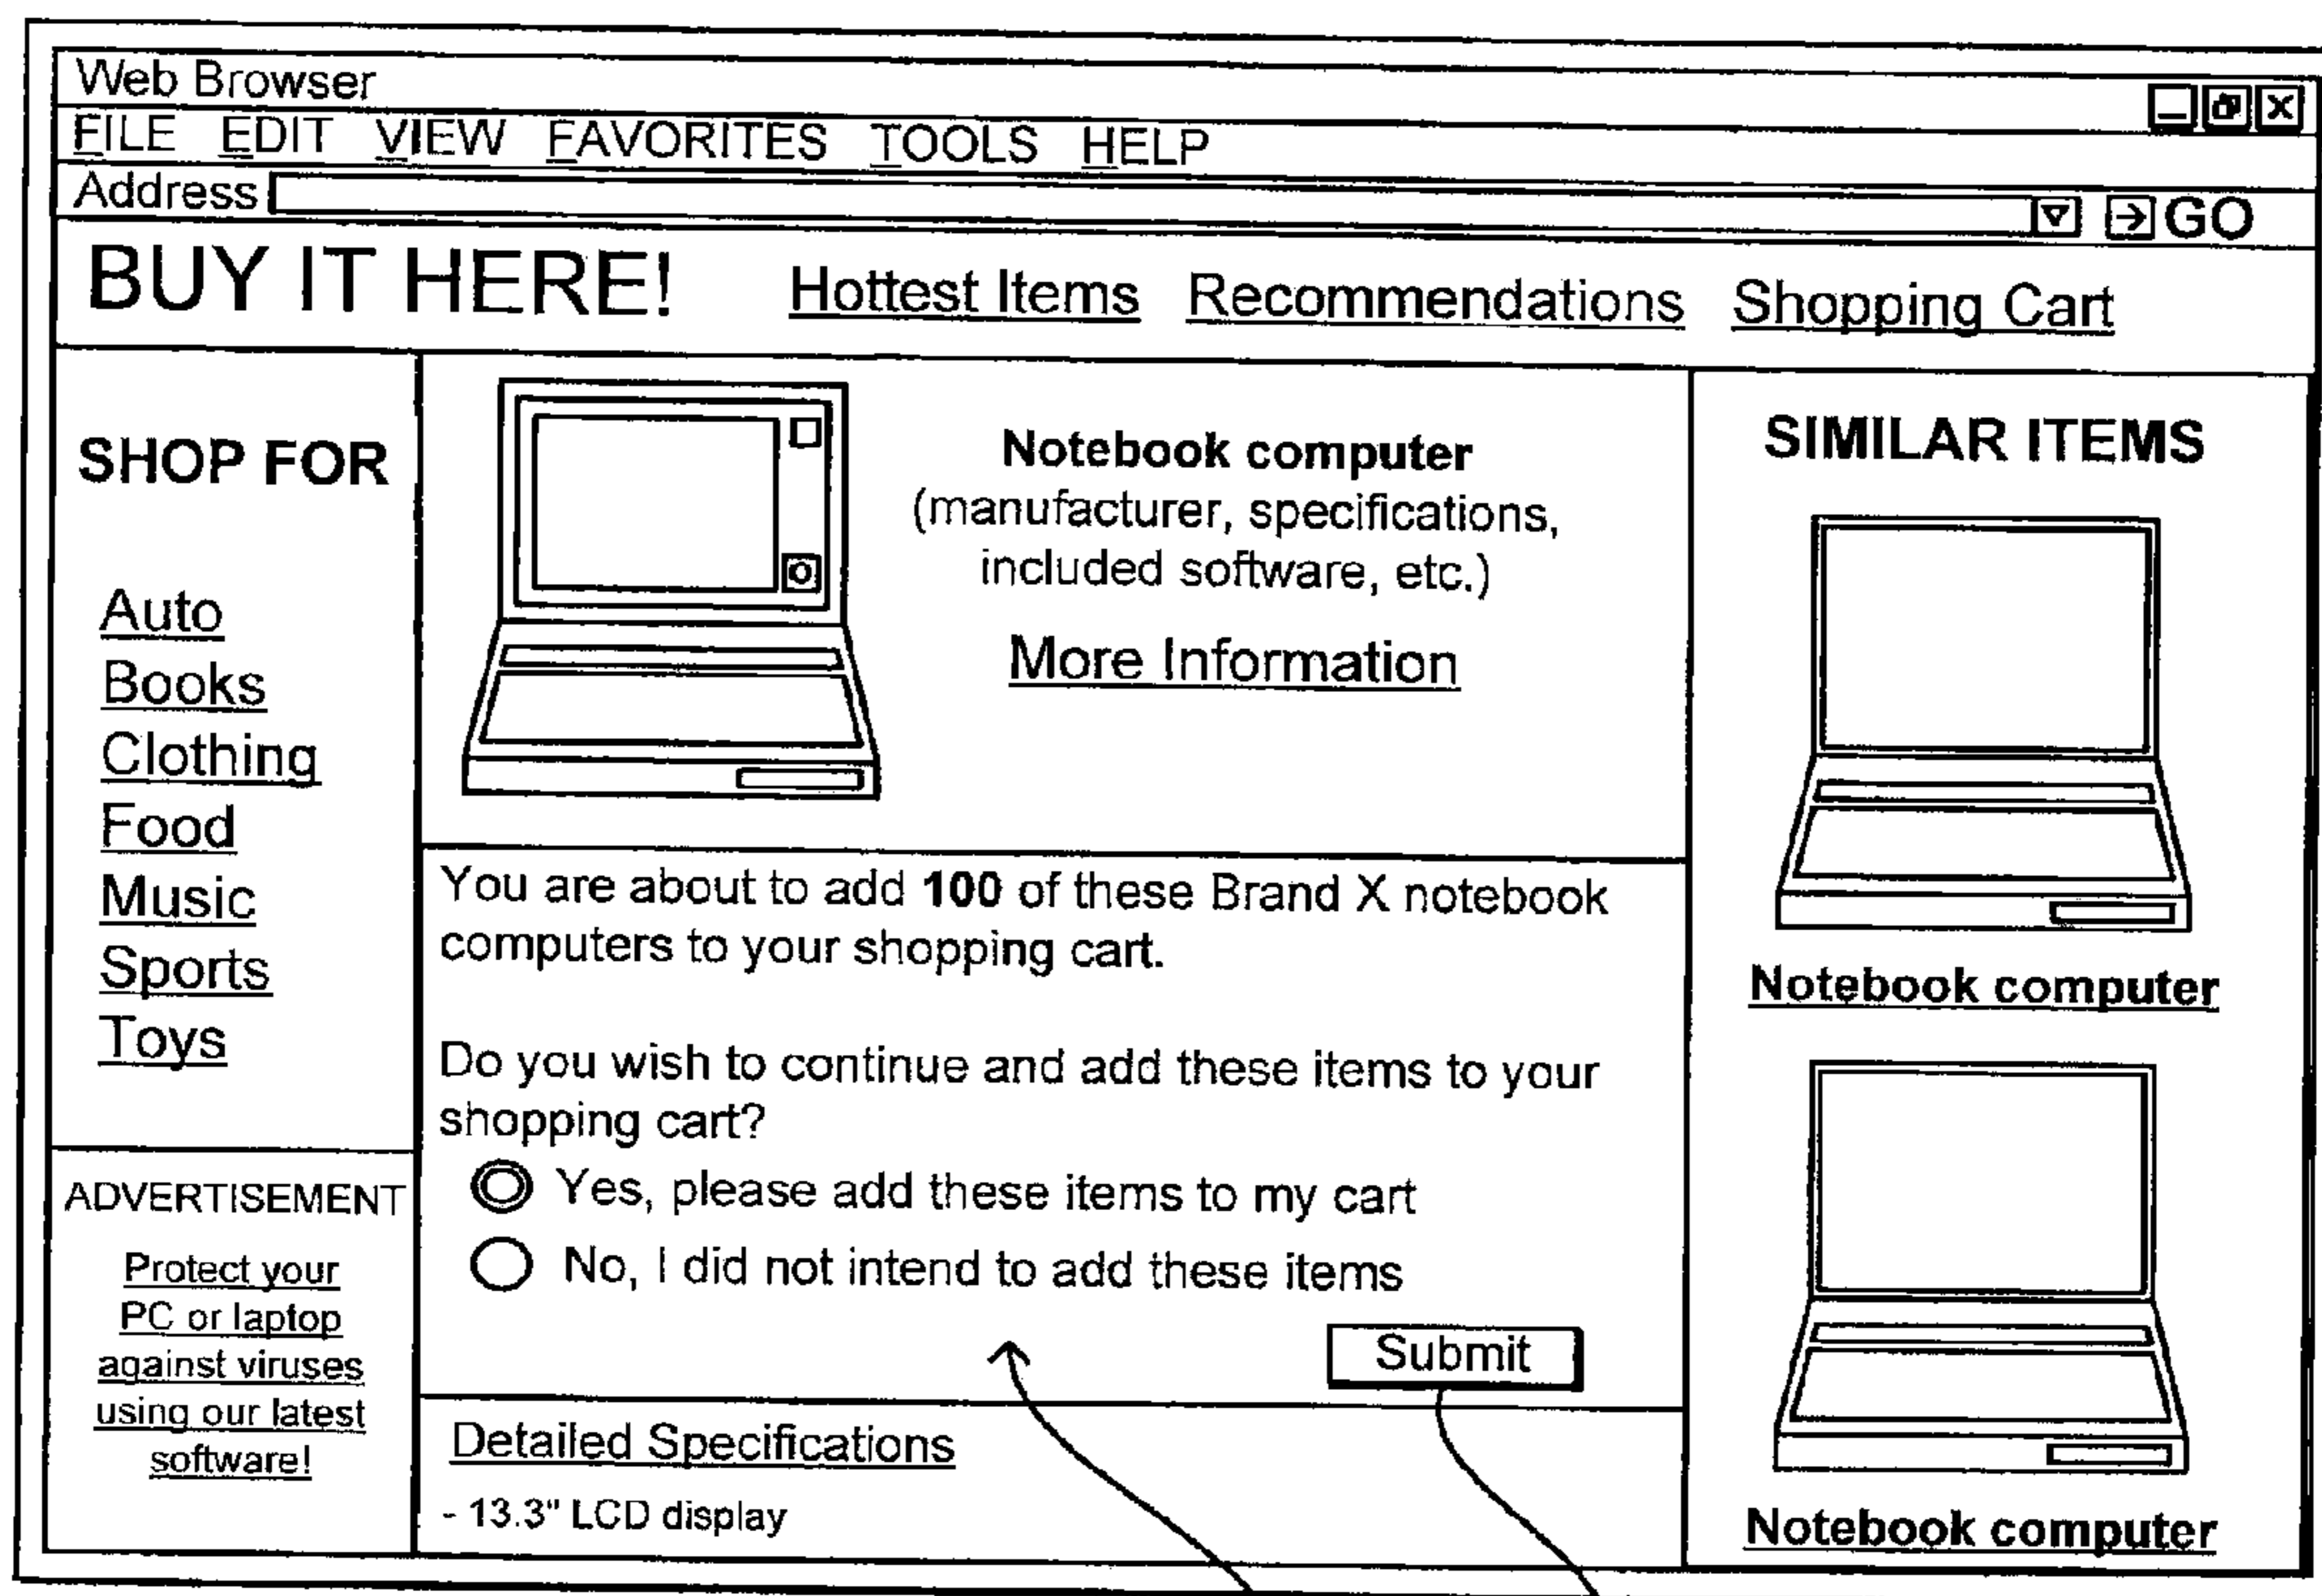 Web Browser
FILE EDIT VIEW FAVORITES TOOLS HELP
Address GO
BUY IT HERE! Hottest Items Recommendations Shopping Cart
SHOP FOR
Auto
Books
Clothing
Food
Music
Sports
Toys
ADVERTISEMENT
Protect your
PC or laptop
against viruses
using our latest
software!
Notebook computer
(manufacturer, specifications,
included software, etc.)
More Information
You are about to add 100 of these Brand X notebook
computers to your shopping cart.
Do you wish to continue and add these items to your
shopping cart?
Yes, please add these items to my cart
No, I did not intend to add these items
Submit
Detailed Specifications
- 13.3" LCD display
SIMILAR ITEMS
Notebook computer
Notebook computer